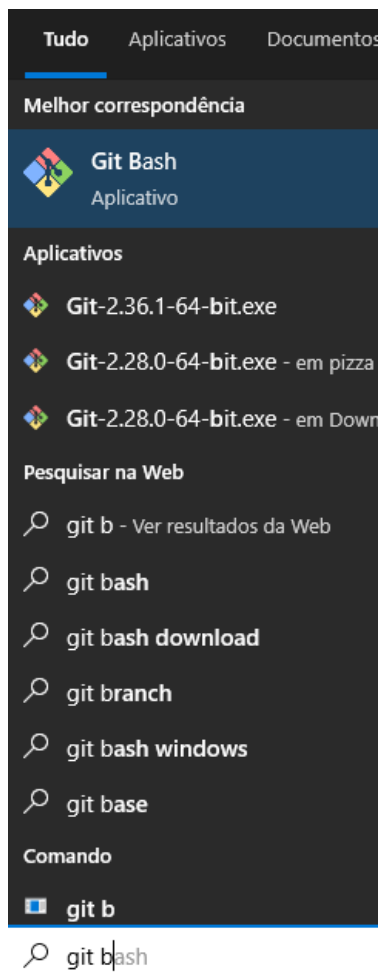 Tudo Aplicativos Documentos
Melhor correspondência
Git Bash
Aplicativo
Aplicativos
Git-2.36.1-64-bit.exe
Git-2.28.0-64-bit.exe - em pizza
Git-2.28.0-64-bit.exe - em Down
Pesquisar na Web
git b - Ver resultados da Web
git bash
git bash download
git branch
git bash windows
git base
Comando
git b
git bash